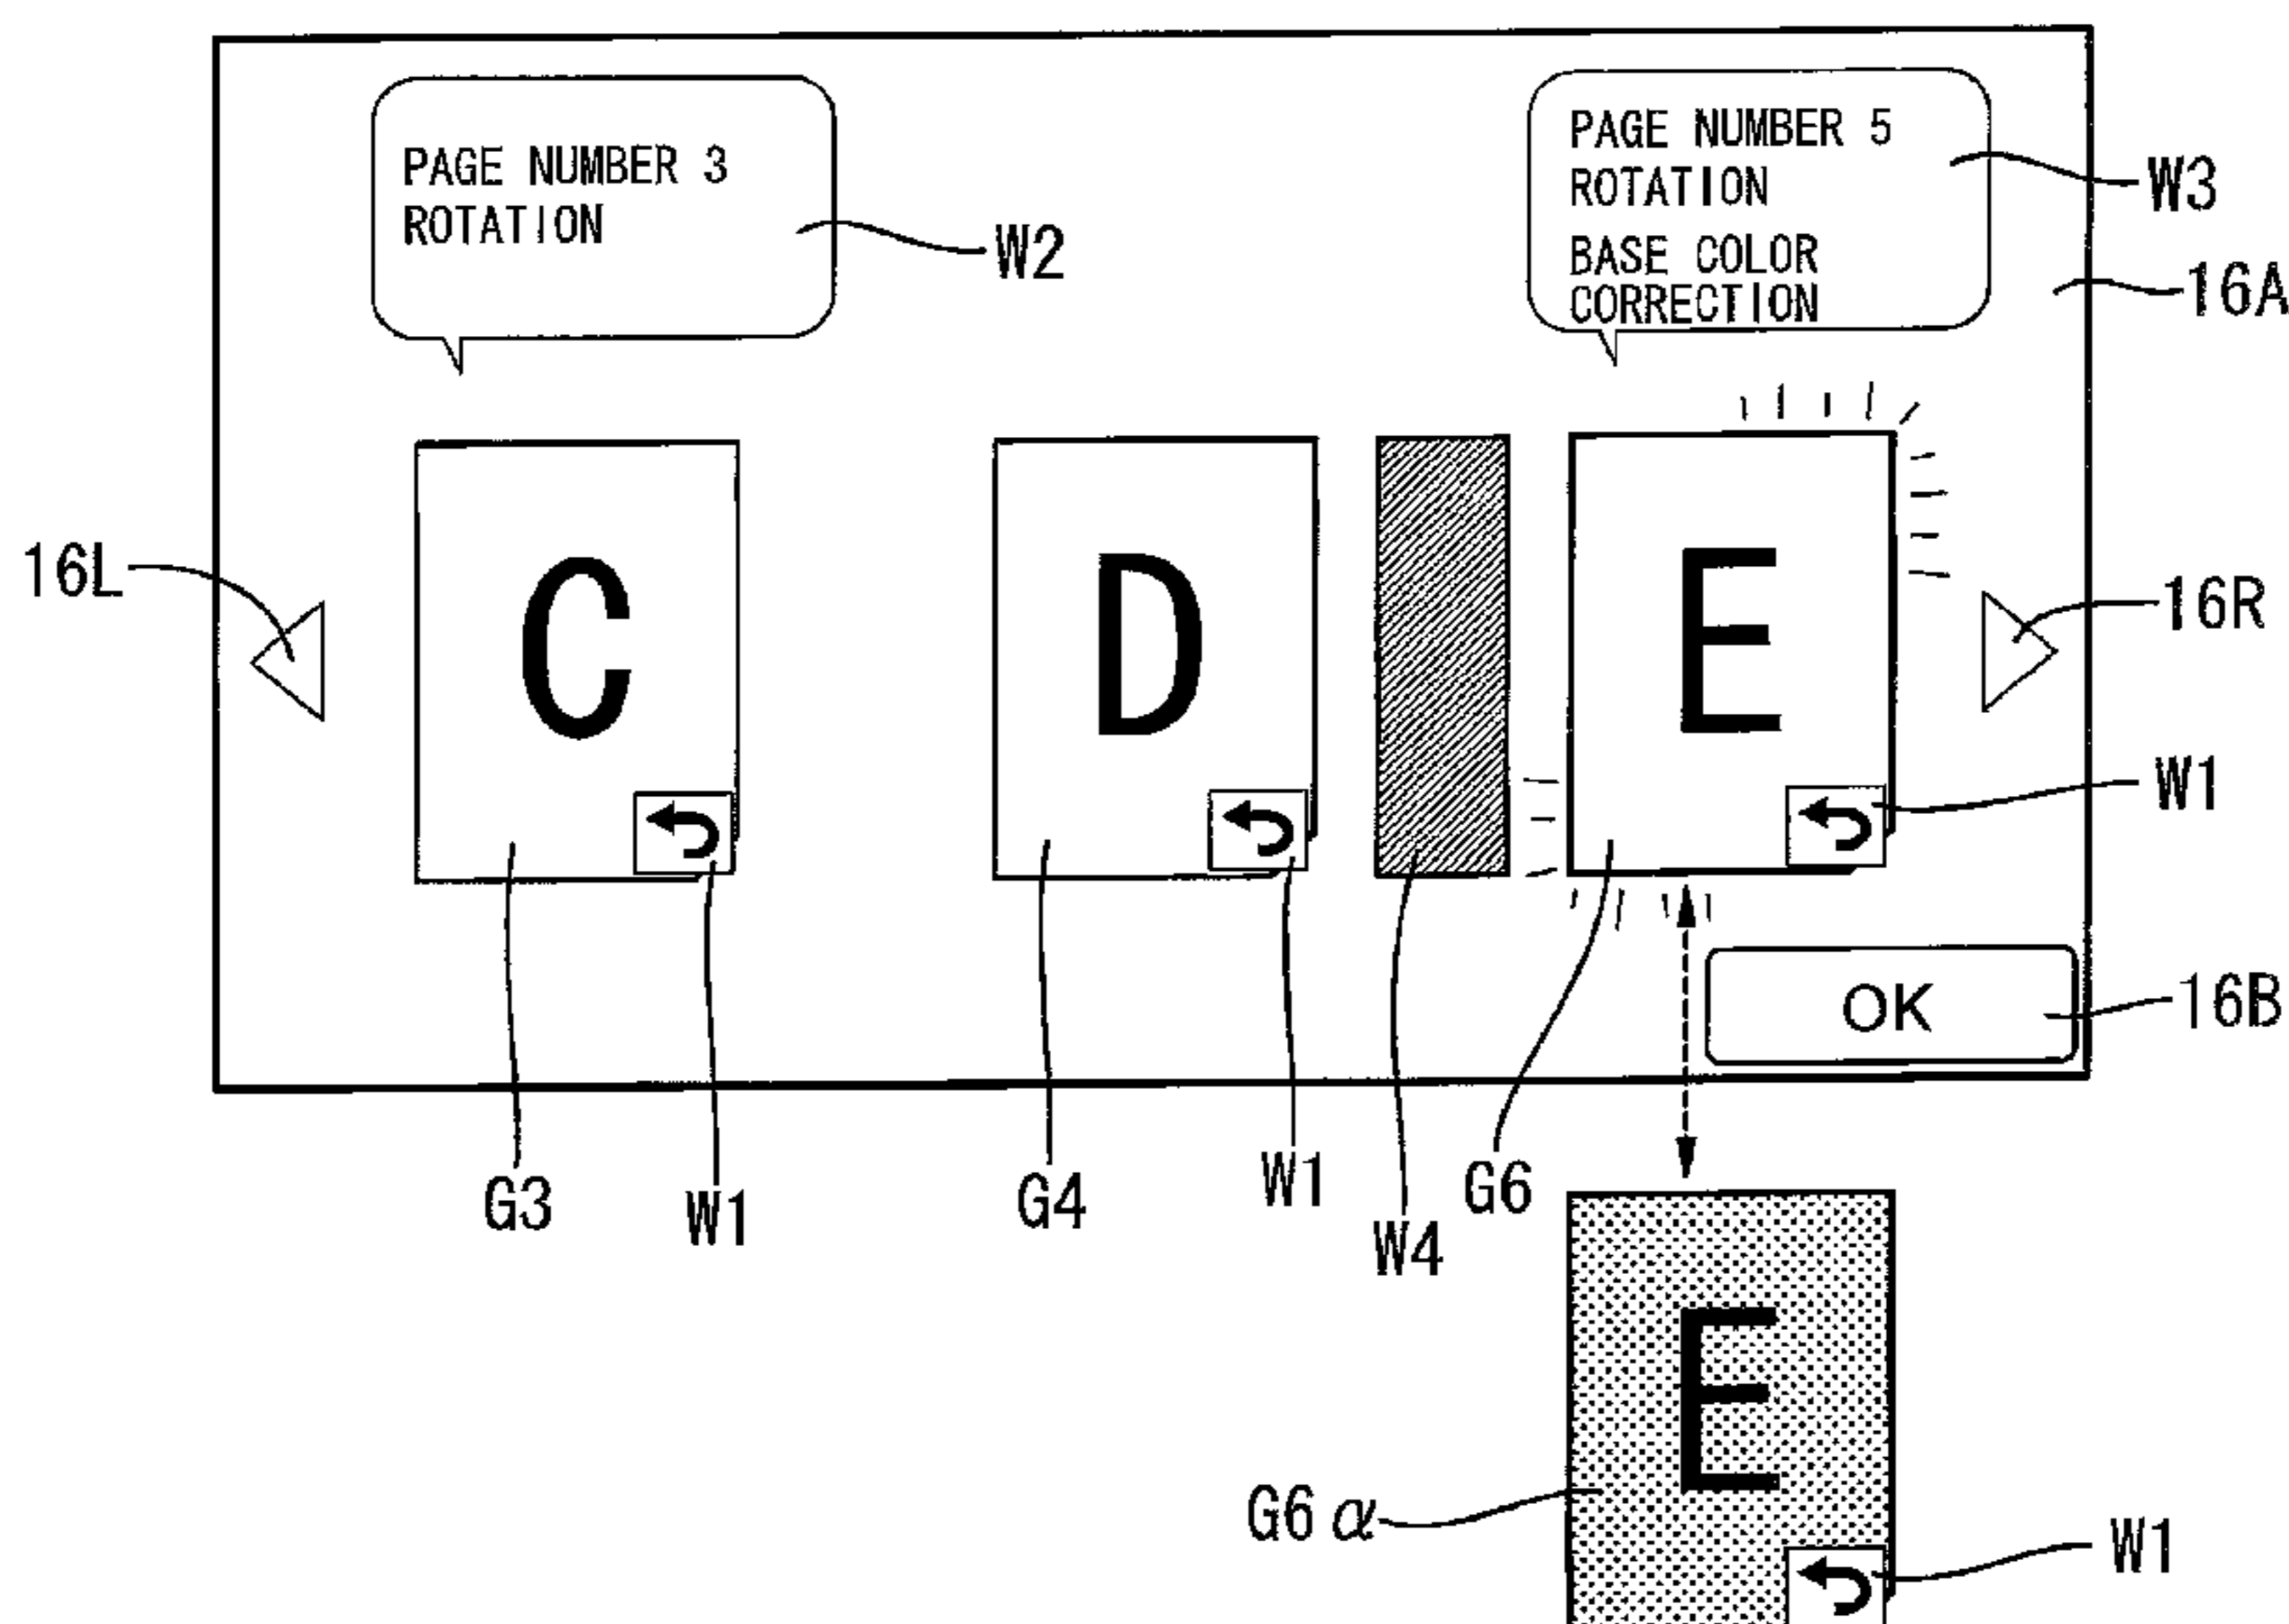 PAGE NUMBER 3
ROTATION
W2
PAGE NUMBER 5
ROTATION
BASE COLOR
CORRECTION
W3
16A
16L
C
D
E
16R
W1
OK
16B
G3
W1
G4
W1
W4
G6
E
G6α
W1